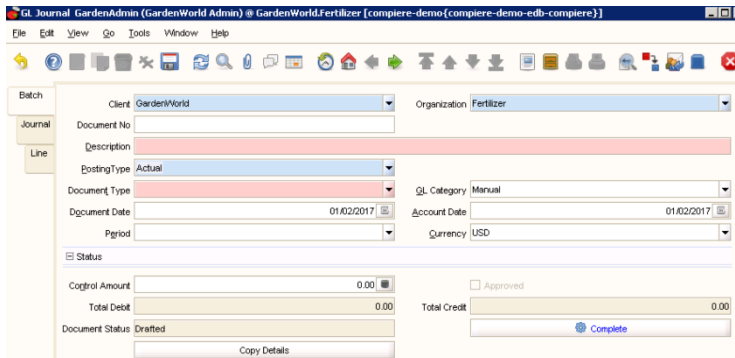 GL Journal GardenAdmin (GardenWorld Admin) @ GardenWorld.Fertilizer [compiere-demo{compiere-demo-edb-compiere}]
File Edit View Go Tools Window Help
Batch
Journal
Line
Client GardenWorld Organization Fertilizer
Document No
Description
PostingType Actual
Document Type GL Category Manual
Document Date 01/02/2017 Account Date 01/02/2017
Period Currency USD
Status
Control Amount 0.00 Approved
Total Debit 0.00 Total Credit 0.00
Document Status Drafted Complete
Copy Details